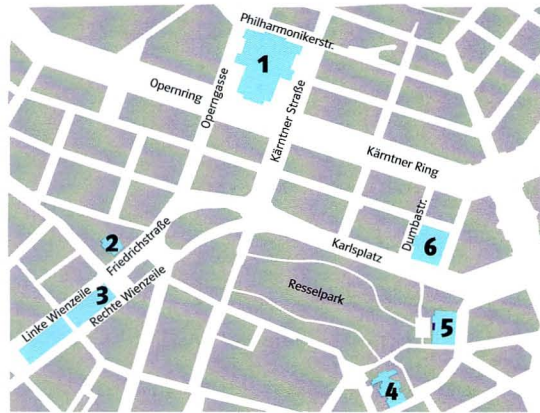 Philharmonikerstr.
1
Opernring
Operngasse
Kärntner Straße
Kärntner Ring
Dumbastr.
2
Friedrichstraße
6
Karlsplatz
3
Linke Wienzeile
Rechte Wienzeile
Resselpark
5
4